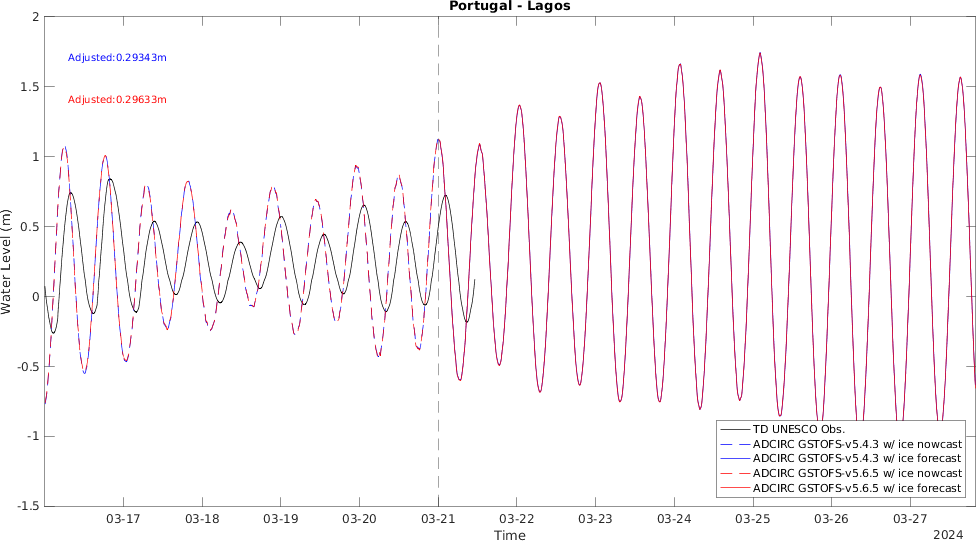 Portugal - Lagos
Adjusted:0.29343m
Adjusted:0.29633m
Water Level (m)
2
1.5
1
0.5
0
-0.5
-1
-1.5
TD UNESCO Obs.
ADCIRC GSTOFS-v5.4.3 w/ ice nowcast
ADCIRC GSTOFS-v5.4.3 w/ ice forecast
ADCIRC GSTOFS-v5.6.5 w/ ice nowcast
ADCIRC GSTOFS-v5.6.5 w/ ice forecast
03-17 03-18 03-19 03-20 03-21 03-22 03-23 03-24 03-25 03-26 03-27
Time
2024